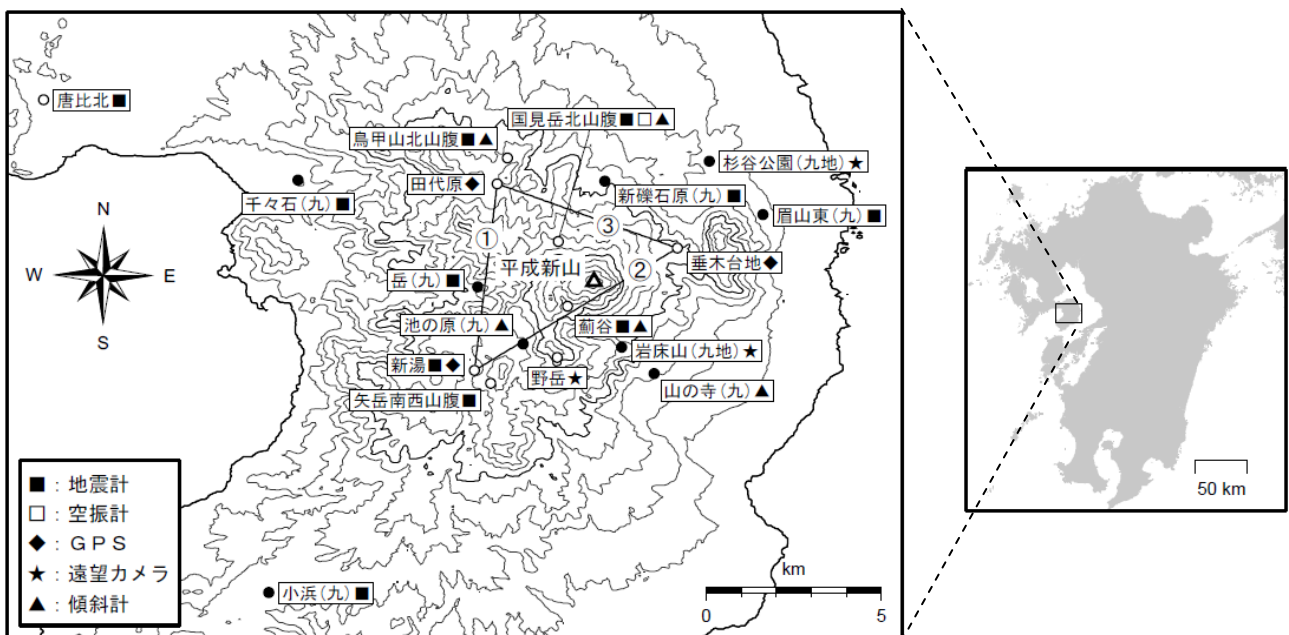 唐比北■
国見岳北山腹■□▲
鳥甲山北山腹■▲
杉谷公園(九地)★
田代原◆
千々石(九)■
新礫石原(九)■
眉山東(九)■
N
W
E
S
①
③
②
垂木台地◆
平成新山
岳(九)■
池の原(九)▲
薊谷■▲
岩床山(九地)★
新湯■◆
野岳★
山の寺(九)▲
矢岳南西山腹■
■:地震計
□:空振計
◆:GPS
★:遠望カメラ
▲:傾斜計
小浜(九)■
km
0
5
50 km